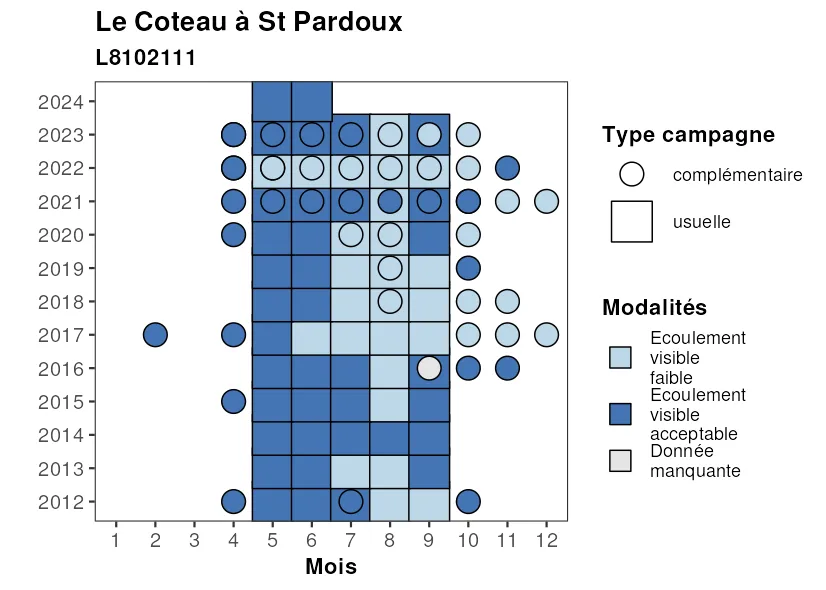 Le Coteau à St Pardoux
L8102111
2024
2023
2022
2021
2020
2019
2018
2017
2016
2015
2014
2013
2012
1 2 3 4 5 6 7 8 9 10 11 12
Mois
Type campagne
complémentaire
usuelle
Modalités
Ecoulement
visible
faible
Ecoulement
visible
acceptable
Donnée
manquante